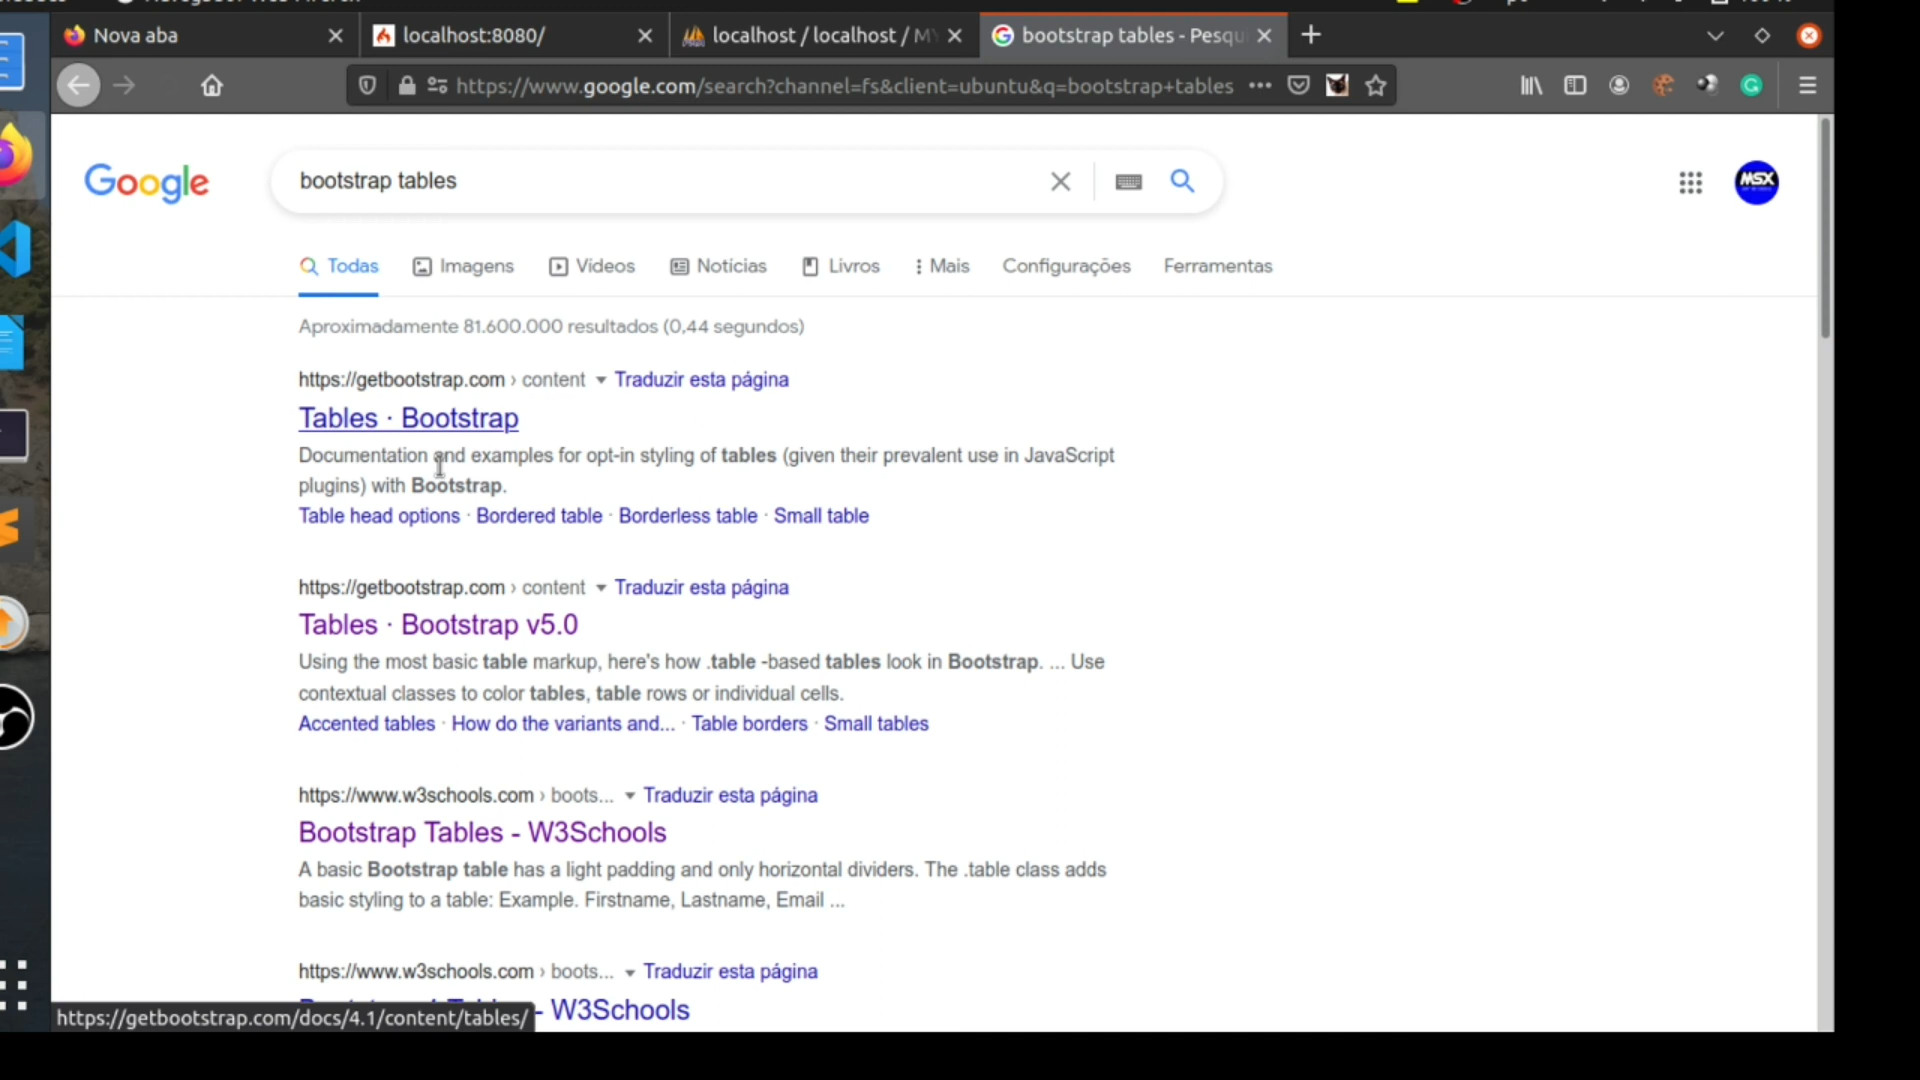 Nova aba
localhost:8080/
localhost / localhost / M
bootstrap tables - Pesqu
https://www.google.com/search?channel=fs&client=ubuntu&q=bootstrap+tables
Google
bootstrap tables
MSX
Todas
Imagens
Vídeos
Notícias
Livros
Mais
Configurações
Ferramentas
Aproximadamente 81.600.000 resultados (0,44 segundos)
https://getbootstrap.com › content Traduzir esta página
Tables · Bootstrap
Documentation and examples for opt-in styling of tables (given their prevalent use in JavaScript
plugins) with Bootstrap.
Table head options · Bordered table · Borderless table · Small table
https://getbootstrap.com › content Traduzir esta página
Tables · Bootstrap v5.0
Using the most basic table markup, here's how .table -based tables look in Bootstrap. ... Use
contextual classes to color tables, table rows or individual cells.
Accented tables · How do the variants and... · Table borders · Small tables
https://www.w3schools.com › boots... Traduzir esta página
Bootstrap Tables - W3Schools
A basic Bootstrap table has a light padding and only horizontal dividers. The .table class adds
basic styling to a table: Example. Firstname, Lastname, Email ...
https://www.w3schools.com › boots... Traduzir esta página
- W3Schools
https://getbootstrap.com/docs/4.1/content/tables/